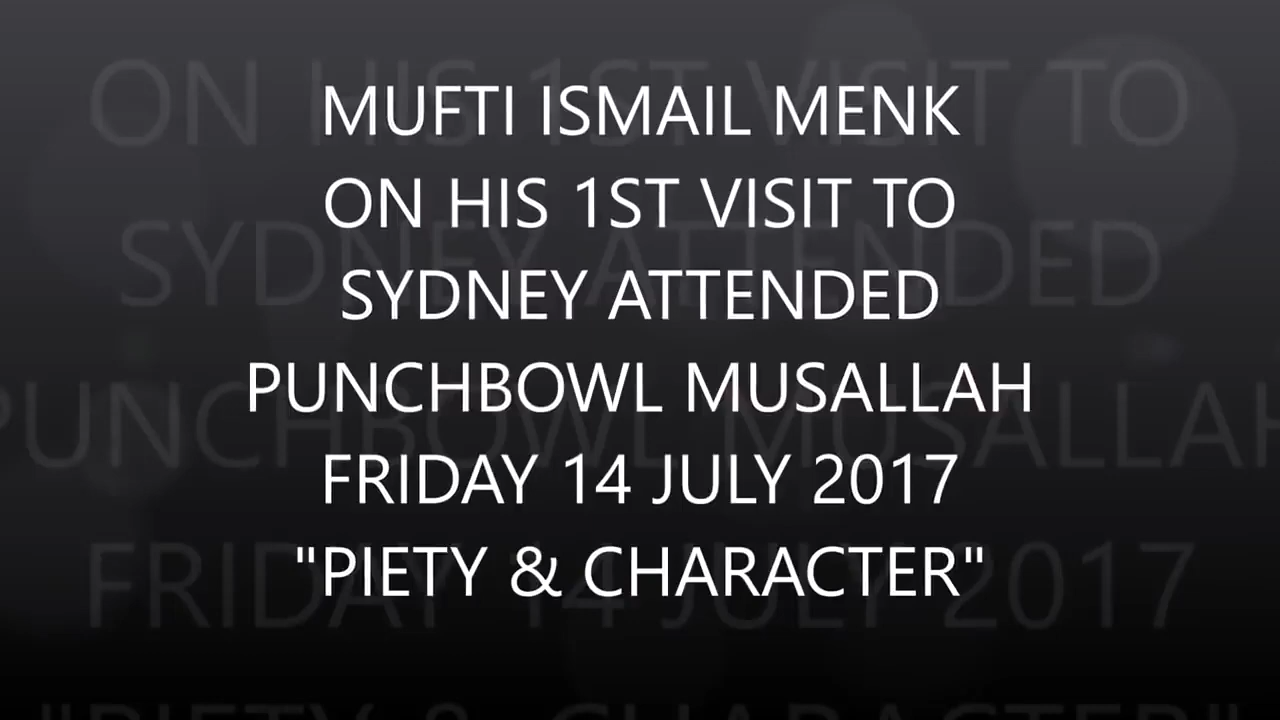 MUFTI ISMAIL MENK
ON HIS 1ST VISIT TO
SYDNEY ATTENDED
PUNCHBOWL MUSALLAH
FRIDAY 14 JULY 2017
"PIETY & CHARACTER"